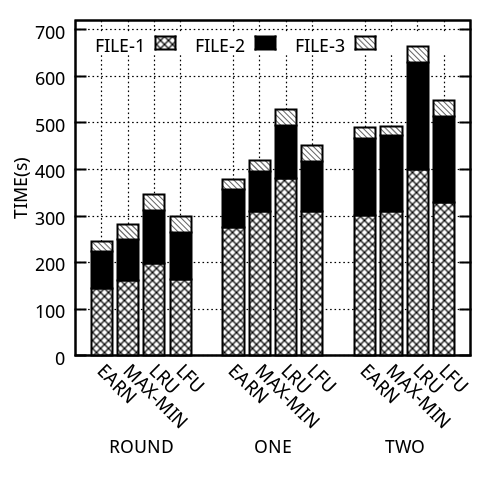 700
FILE-1 FILE-2 FILE-3
600
500
400
300
200
100
0
TIME(s)
EARN MAX-MIN LRU LFU EARN MAX-MIN LRU LFU EARN MAX-MIN LRU LFU
ROUND ONE TWO